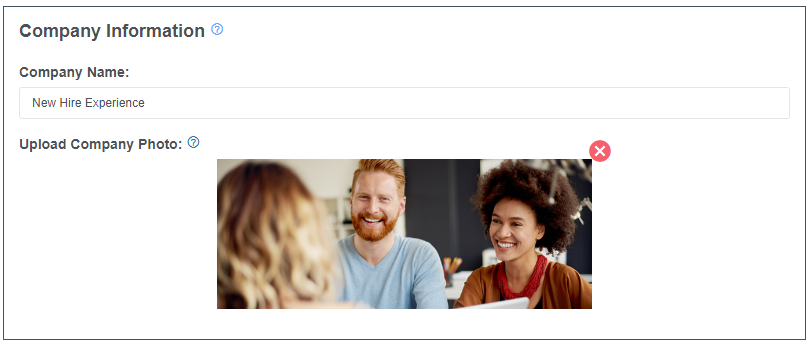 Company Information
Company Name:
New Hire Experience
Upload Company Photo: